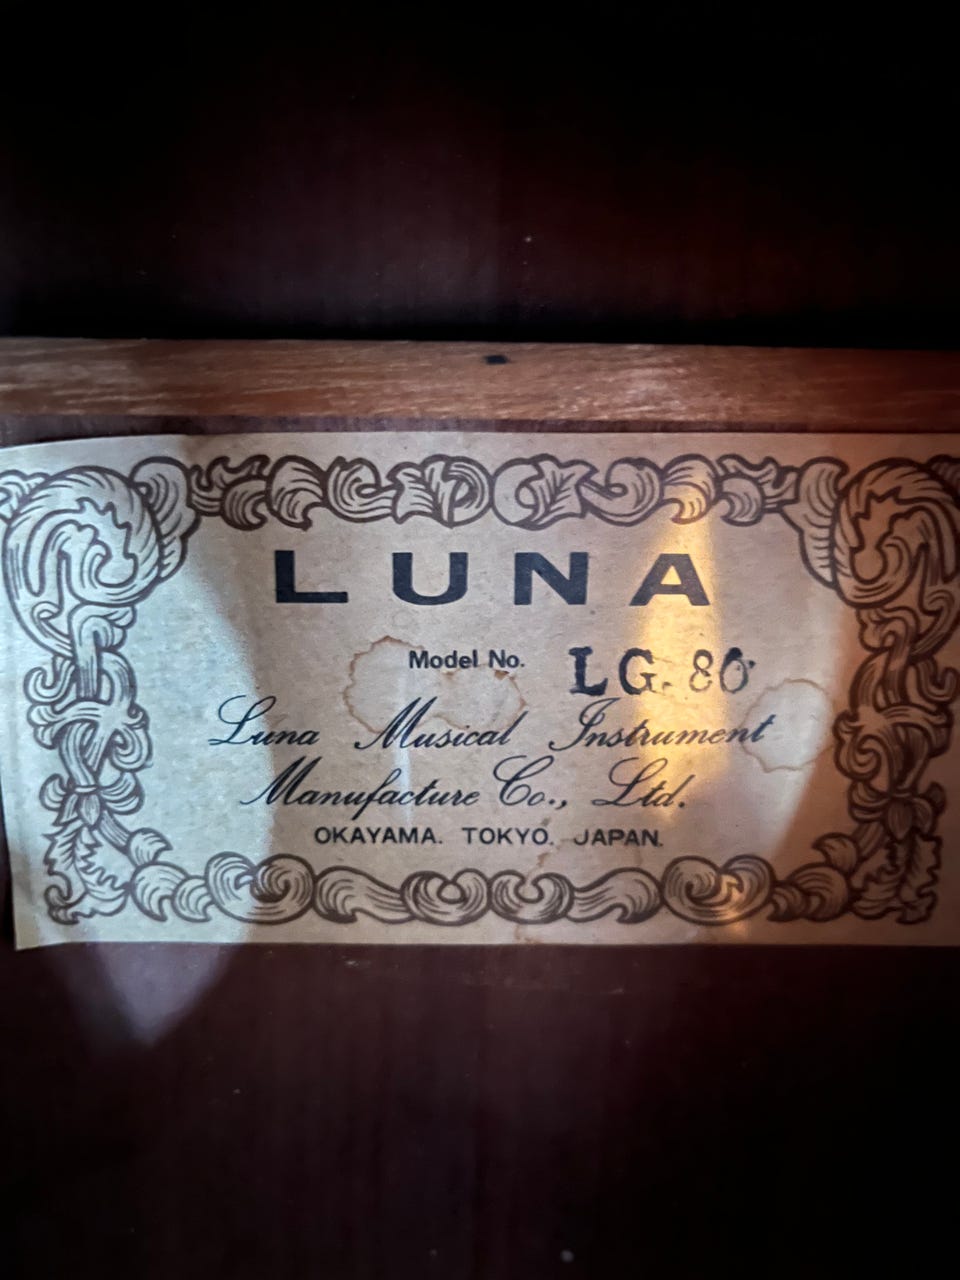 LUNA
Model No. LG. 80
Luna Musical Instrument
Manufacture Co., Ltd.
OKAYAMA. TOKYO. JAPAN.